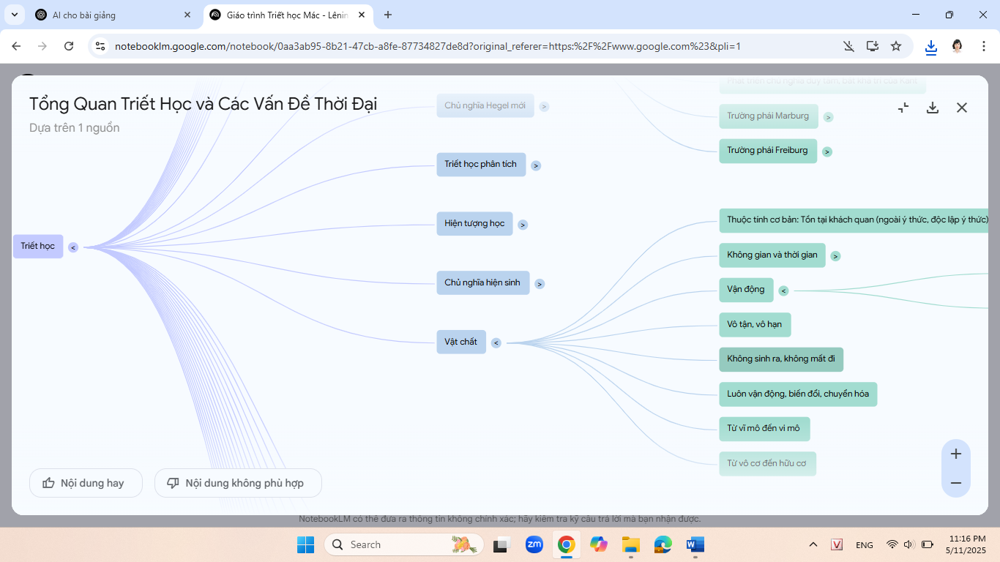 AI cho bài giảng
Giáo trình Triết học Mác - Lênin
notebooklm.google.com/notebook/0aa3ab95-8b21-47cb-a8fe-87734827de8d?original_referer=https:%2F%2Fwww.google.com%23&pli=1
Tổng Quan Triết Học và Các Vấn Đề Thời Đại
Dựa trên 1 nguồn
Phát triển chủ nghĩa duy tâm, bất khả tri của Kant
Chủ nghĩa Hegel mới >
Trường phái Marburg >
Trường phái Freiburg >
Triết học phân tích >
Hiện tượng học >
Thuộc tính cơ bản: Tồn tại khách quan (ngoài ý thức, độc lập ý thức)
Triết học <
Không gian và thời gian >
Chủ nghĩa hiện sinh >
Vận động <
Vô tận, vô hạn
Vật chất <
Không sinh ra, không mất đi
Luôn vận động, biến đổi, chuyển hóa
Từ vĩ mô đến vi mô
Từ vô cơ đến hữu cơ
Nội dung hay
Nội dung không phù hợp
NotebookLM có thể đưa ra thông tin không chính xác; hãy kiểm tra kỹ câu trả lời mà bạn nhận được.
Search
zm
V
ENG
11:16 PM
5/11/2025